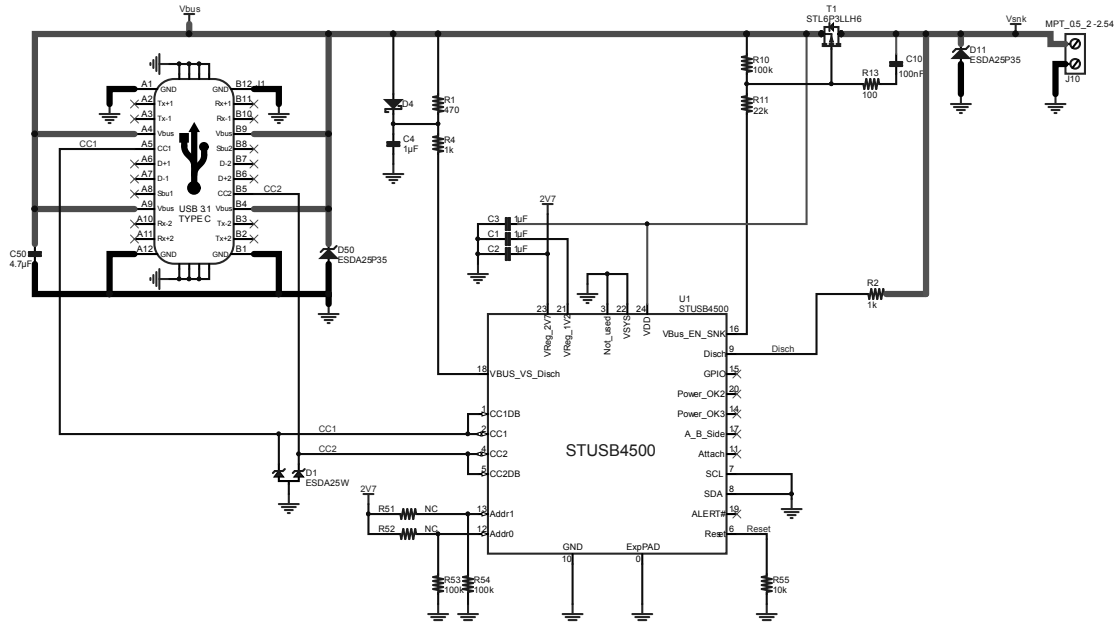 Vbus
T1
STL6P3LLH6
Vsnk
MPT_0.5_2-2.54
J10
D11
ESDA25P35
C10
100nF
R13
100
R10
100k
R11
22k
R1
470
R4
1k
D4
C4
1µF
J1
A1 GND GND B12
A2 Tx+1 Rx+1 B11
A3 Tx-1 Rx-1 B10
A4 Vbus Vbus B9
A5 CC1 Sbu2 B8
A6 D+1 D-2 B7
A7 D-1 D+2 B6
A8 Sbu1 CC2 B5
A9 Vbus Vbus B4
A10 Rx-2 Tx-2 B3
A11 Rx+2 Tx+2 B2
A12 GND GND B1
USB 3.1
TYPE C
CC1
CC2
C50
4.7µF
D50
ESDA25P35
2V7
C3 1µF
C1 1µF
C2 1µF
R2
1k
U1
STUSB4500
23 VReg_2V7
21 VReg_1V2
3 Not_used
22 VSYS
24 VDD
VBus_EN_SNK 16
Disch 9
Disch
GPIO 15
Power_OK2 20
Power_OK3 14
A_B_Side 17
Attach 11
SCL 7
SDA 8
ALERT# 19
Reset 6
Reset
18 VBUS_VS_Disch
1 CC1DB
2 CC1
4 CC2
5 CC2DB
13 Addr1
12 Addr0
STUSB4500
GND
10
ExpPAD
0
CC1
CC2
D1
ESDA25W
2V7
R51 NC
R52 NC
R53
100k
R54
100k
R55
10k